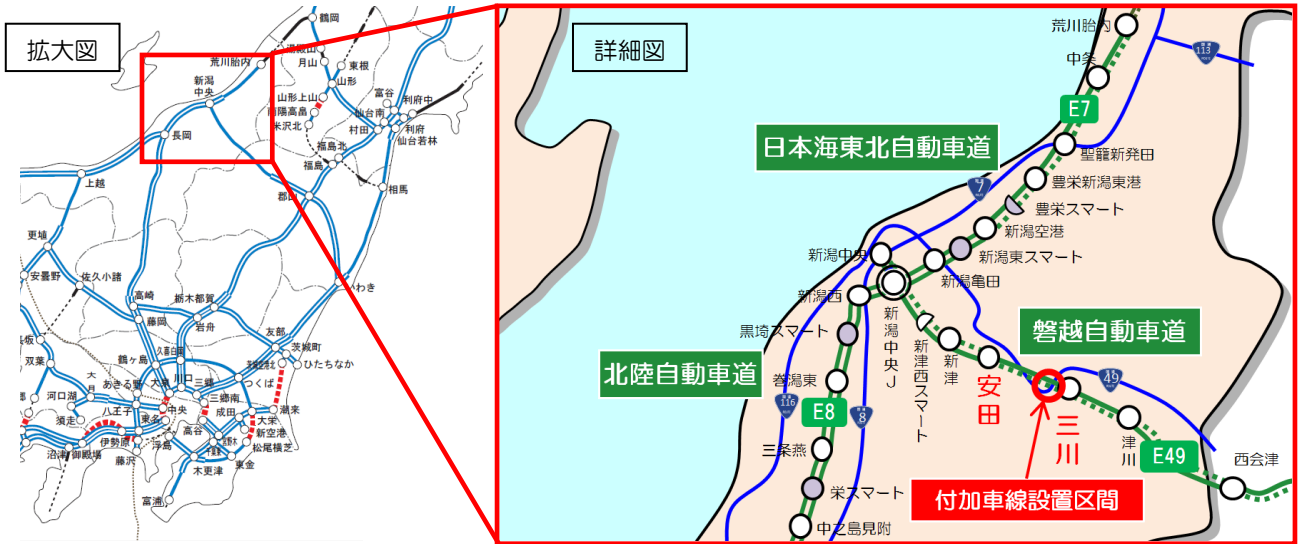 拡大図
鶴岡
湯殿山
月山
東根
荒川胎内
山形
新潟
中央
山形上山
富谷
利府中
南陽高畠
仙台南
米沢北
村田
利府
仙台若林
長岡
福島北
福島
上越
相馬
郡山
更埴
いわき
安曇野
佐久小諸
高崎
栃木都賀
藤岡
岩舟
友部
久喜白岡
茨城町
双葉
鶴ヶ島
ひたちなか
大月
あきる野
大泉
川口
三郷
つくば
河口湖
八王子
中央
三郷南
成田
潮来
須走
東名
高谷
大栄
伊勢原
浮島
新空港
沼津
御殿場
藤沢
松尾横芝
木更津
東金
富浦
詳細図
荒川胎内
113
中条
E7
日本海東北自動車道
聖籠新発田
豊栄新潟東港
7
豊栄スマート
新潟空港
新潟中央
新潟東スマート
新潟亀田
新潟西
新潟中央J
黒埼スマート
磐越自動車道
新津西スマート
新津
北陸自動車道
安田
49
巻潟東
三川
116
E8
8
津川
三条燕
E49
西会津
栄スマート
付加車線設置区間
中之島見附